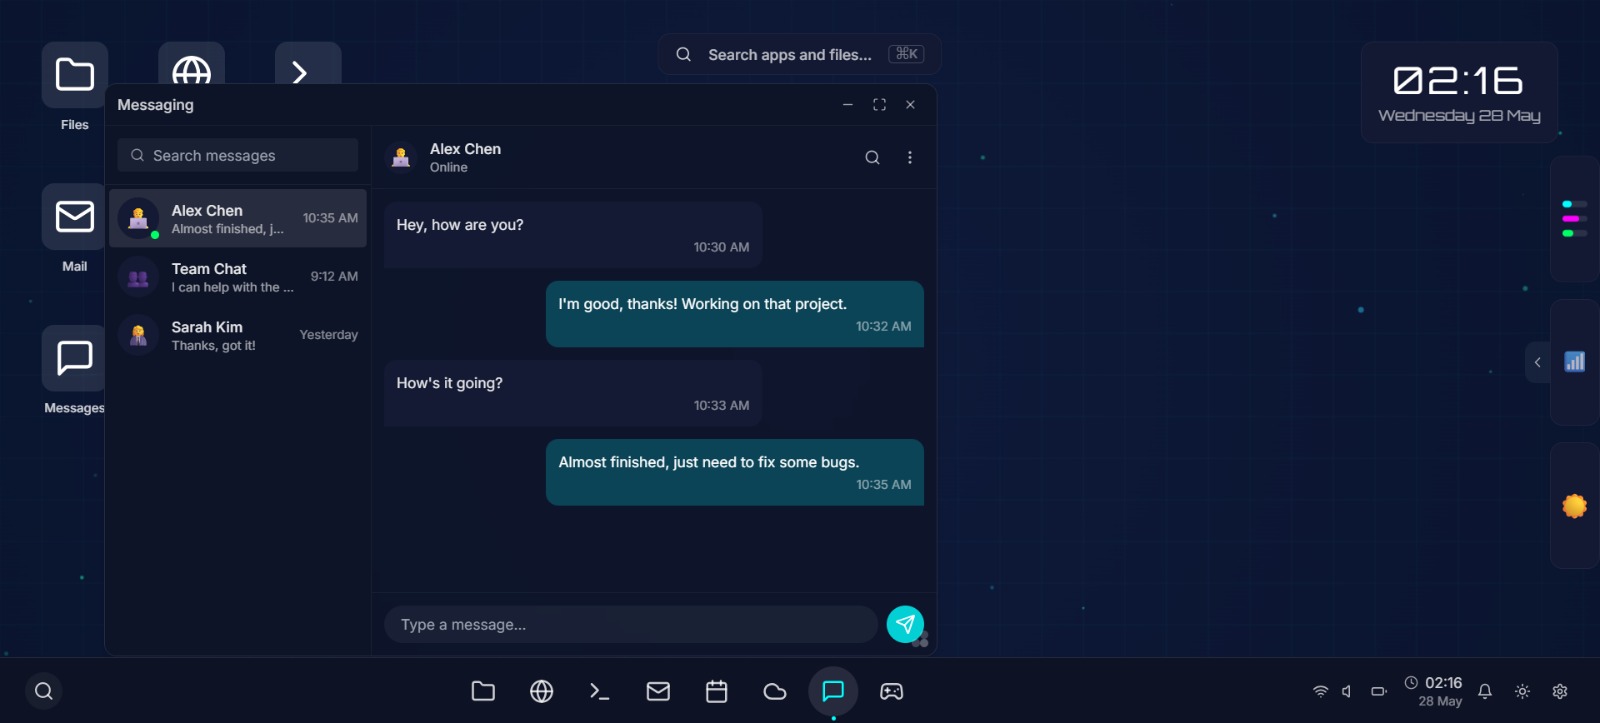 Search apps and files... ⌘K
02:16
Wednesday 28 May
Files
Mail
Messages
Messaging
Search messages
Alex Chen 10:35 AM
Almost finished, j...
Team Chat 9:12 AM
I can help with the ...
Sarah Kim Yesterday
Thanks, got it!
Alex Chen
Online
Hey, how are you?
10:30 AM
I'm good, thanks! Working on that project.
10:32 AM
How's it going?
10:33 AM
Almost finished, just need to fix some bugs.
10:35 AM
Type a message...
02:16
28 May